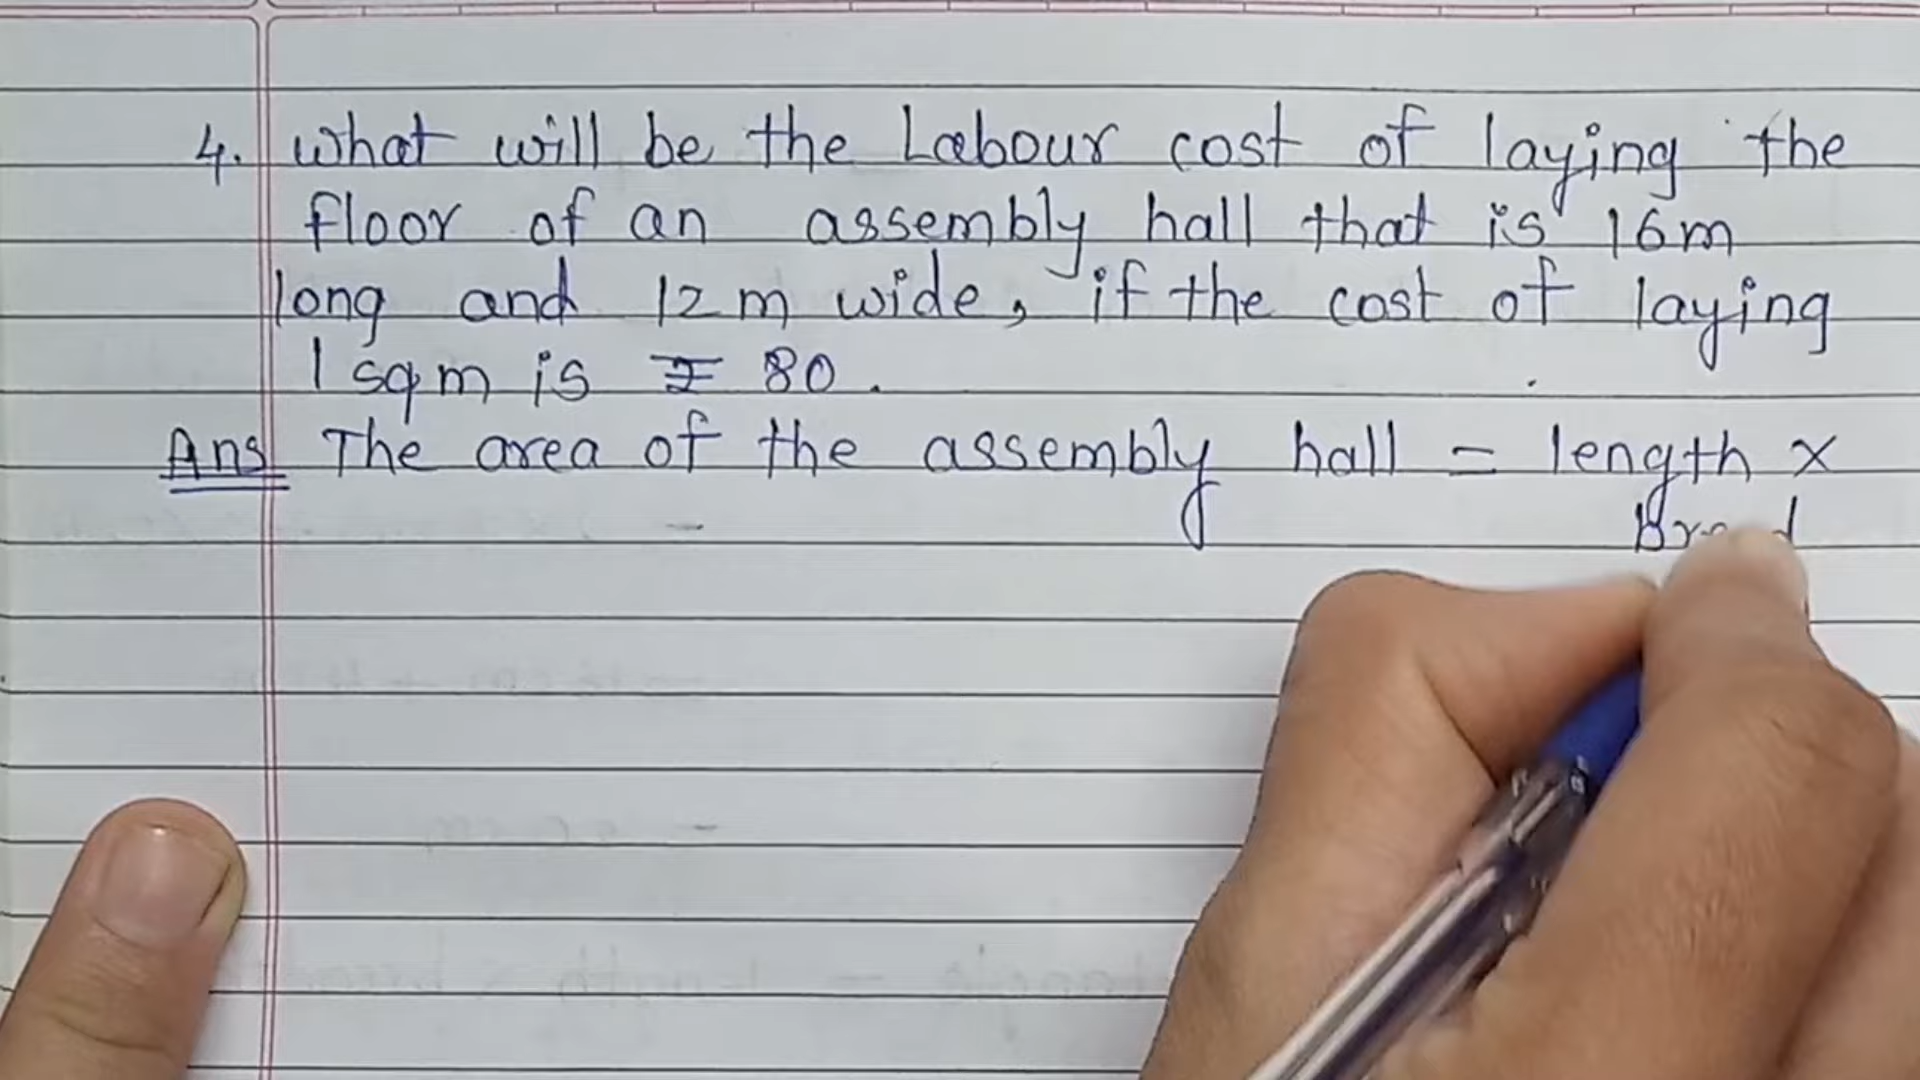 4. What will be the Labour cost of laying the
floor of an assembly hall that is 16m
long and 12 m wide, if the cost of laying
1 sqm is ₹ 80.
Ans The area of the assembly hall = length ×